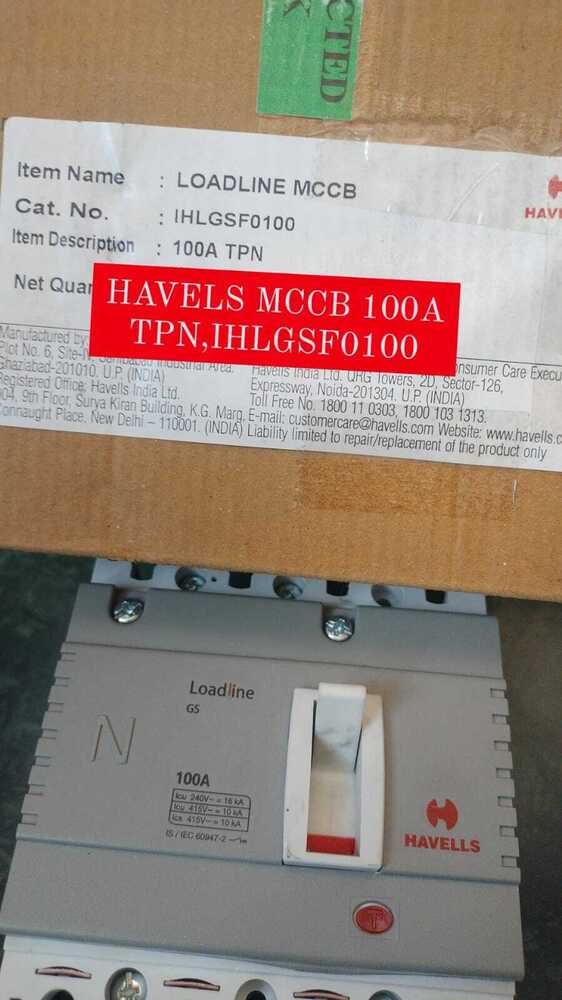 CTED
K
Item Name : LOADLINE MCCB
Cat. No. : IHLGSF0100
Item Description : 100A TPN
HAV
Net Quan
HAVELS MCCB 100A
TPN,IHLGSF0100
Manufactured by
Plot No. 6, Site-IV Industrial Area.
Ghaziabad-201010. U.P. (INDIA)
Registered Office: Havells India Ltd.
904, 9th Floor, Surya Kiran Building, K.G. Marg,
Connaught Place, New Delhi – 110001. (INDIA)
onsumer Care Execu
Havells India Ltd. QRG Towers, 2D, Sector-126,
Expressway, Noida-201304. U.P. (INDIA)
Toll Free No. 1800 11 0303, 1800 103 1313.
E-mail: customercare@havells.com Website: www.havells.c
Liability limited to repair/replacement of the product only
Loadline
GS
N
100A
Icu 240V~ = 16 kA
Icu 415V~ = 10 kA
Ics 415V~ = 10 kA
IS / IEC 60947-2
HAVELLS
T